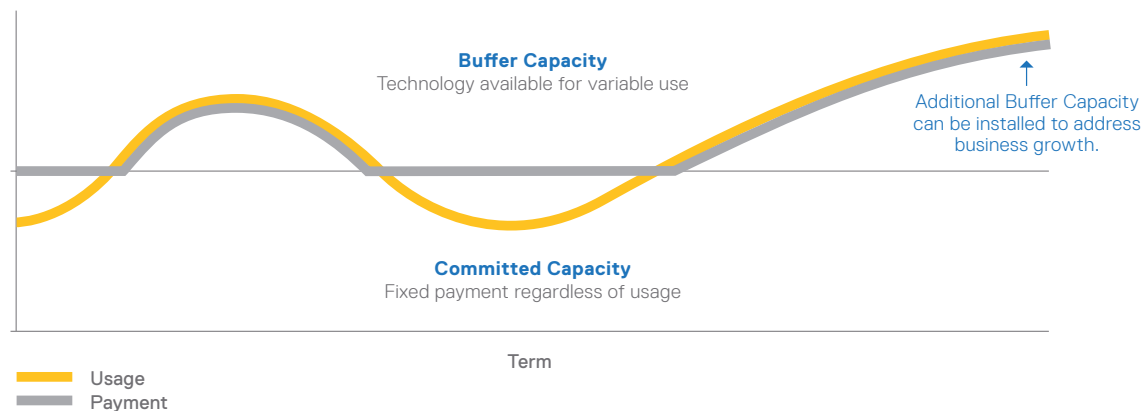 Buffer Capacity
Technology available for variable use
Additional Buffer Capacity
can be installed to address
business growth.
Committed Capacity
Fixed payment regardless of usage
Term
Usage
Payment